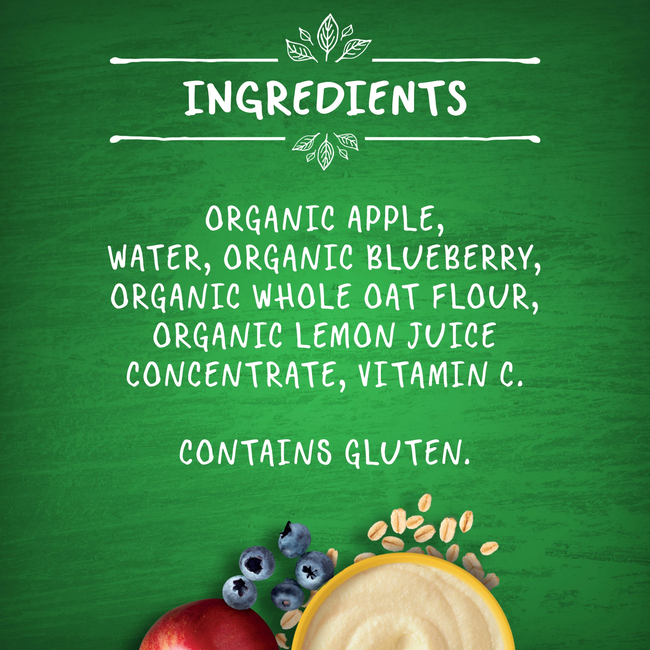 INGREDIENTS
ORGANIC APPLE,
WATER, ORGANIC BLUEBERRY,
ORGANIC WHOLE OAT FLOUR,
ORGANIC LEMON JUICE
CONCENTRATE, VITAMIN C.
CONTAINS GLUTEN.